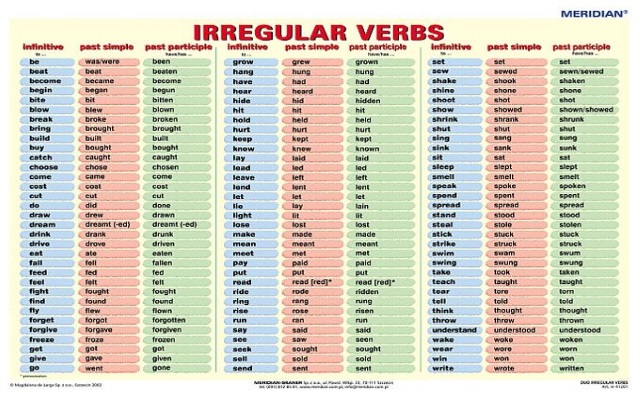 MERIDIAN®
IRREGULAR VERBS
infinitive past simple past participle infinitive past simple past participle infinitive past simple past participle
to ... have/has ... to ... have/has ... to ... have/has ...
be was/were been grow grew grown set set set
beat beat beaten hang hung hung sew sewed sewn/sewed
become became become have had had shake shook shaken
begin began begun hear heard heard shine shone shone
bite bit bitten hide hid hidden shoot shot shot
blow blew blown hit hit hit show showed shown/showed
break broke broken hold held held shrink shrank shrunk
bring brought brought hurt hurt hurt shut shut shut
build built built keep kept kept sing sang sung
buy bought bought know knew known sink sank sunk
catch caught caught lay laid laid sit sat sat
choose chose chosen lead led led sleep slept slept
come came come leave left left smell smelt smelt
cost cost cost lend lent lent speak spoke spoken
cut cut cut let let let spend spent spent
do did done lie lay lain spread spread spread
draw drew drawn light lit lit stand stood stood
dream dreamt (-ed) dreamt (-ed) lose lost lost steal stole stolen
drink drank drunk make made made stick stuck stuck
drive drove driven mean meant meant strike struck struck
eat ate eaten meet met met swim swam swum
fall fell fallen pay paid paid swing swung swung
feed fed fed put put put take took taken
feel felt felt read read [red]* read [red]* teach taught taught
fight fought fought ride rode ridden tear tore torn
find found found ring rang rung tell told told
fly flew flown rise rose risen think thought thought
forget forgot forgotten run ran run throw threw thrown
forgive forgave forgiven say said said understand understood understood
freeze froze frozen see saw seen wake woke woken
get got got seek sought sought wear wore worn
give gave given sell sold sold win won won
go went gone send sent sent write wrote written